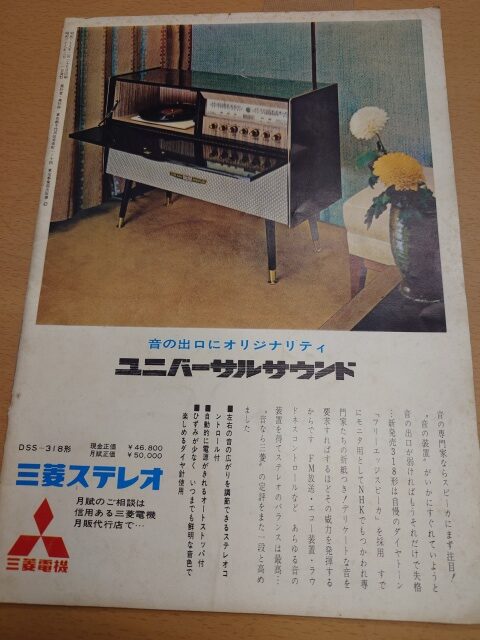 音の出口にオリジナリティ
ユニバーサルサウンド
音の専門家ならスピーカにまず注目!
“音の装置”がいかにすぐれていようと
音の出口が弱ければもうそれだけで失格
…新発売318形は自慢のダイヤトーン
「フリーエッジスピーカ」を採用 すで
にモニタ用としてNHKでもつかわれ専
門家たちの折紙つき!デリケートな音を
要求すればするほどその威力を発揮する
からです FM放送・エコー装置・ラウ
ドネスコントロールなど あらゆる音の
装置を得てステレオのバランスは最高…
“音なら三菱”の定評をまた一段と高め
ました
■左右の音の広がりを調節できるステレオコ
ントロール付
■自動的に電源がきれるオートストッパ付
■ひずみが少なく いつまでも鮮明な音色で
楽しめるダイヤ針使用
DSS-318形
現金正価 ¥46,800
月賦正価 ¥50,000
三菱ステレオ
月賦のご相談は
信用ある三菱電機
月販代行店で…
三菱電機